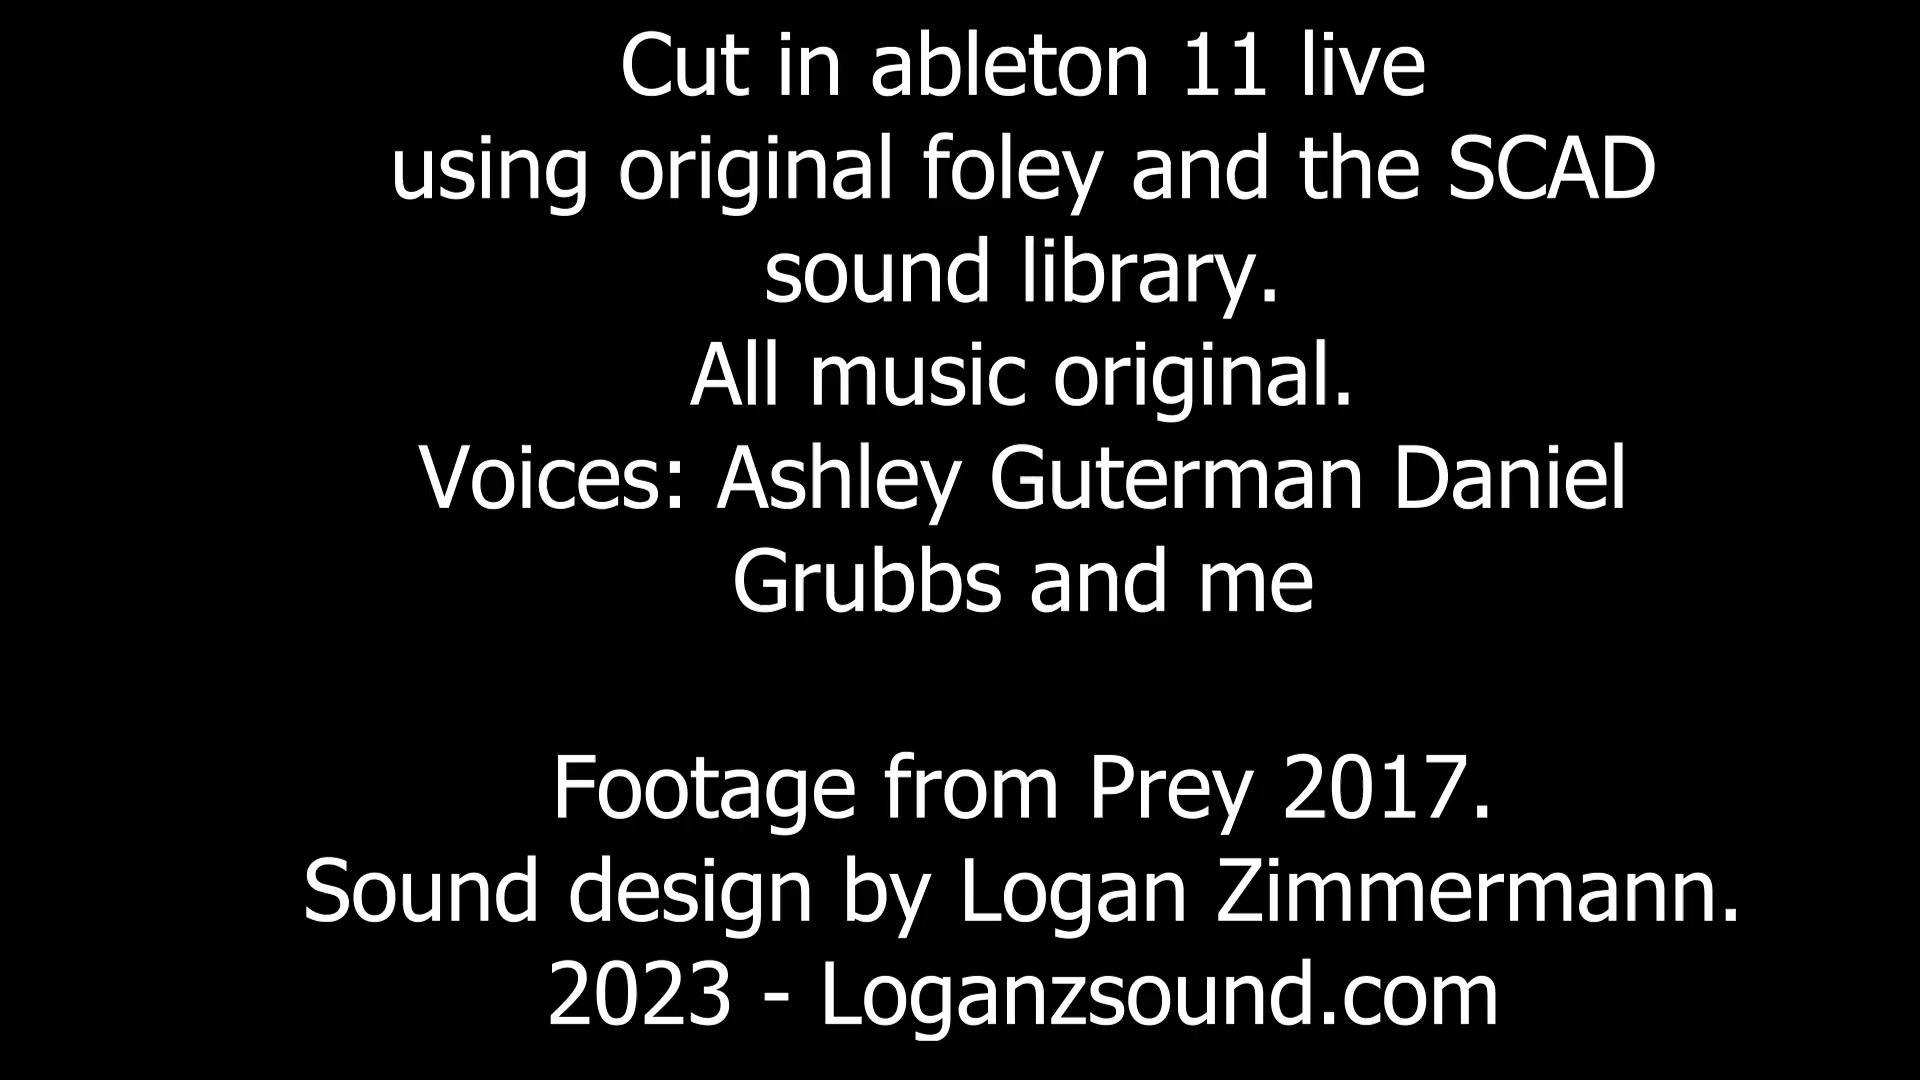 Cut in ableton 11 live
using original foley and the SCAD
sound library.
All music original.
Voices: Ashley Guterman Daniel
Grubbs and me
Footage from Prey 2017.
Sound design by Logan Zimmermann.
2023 - Loganzsound.com